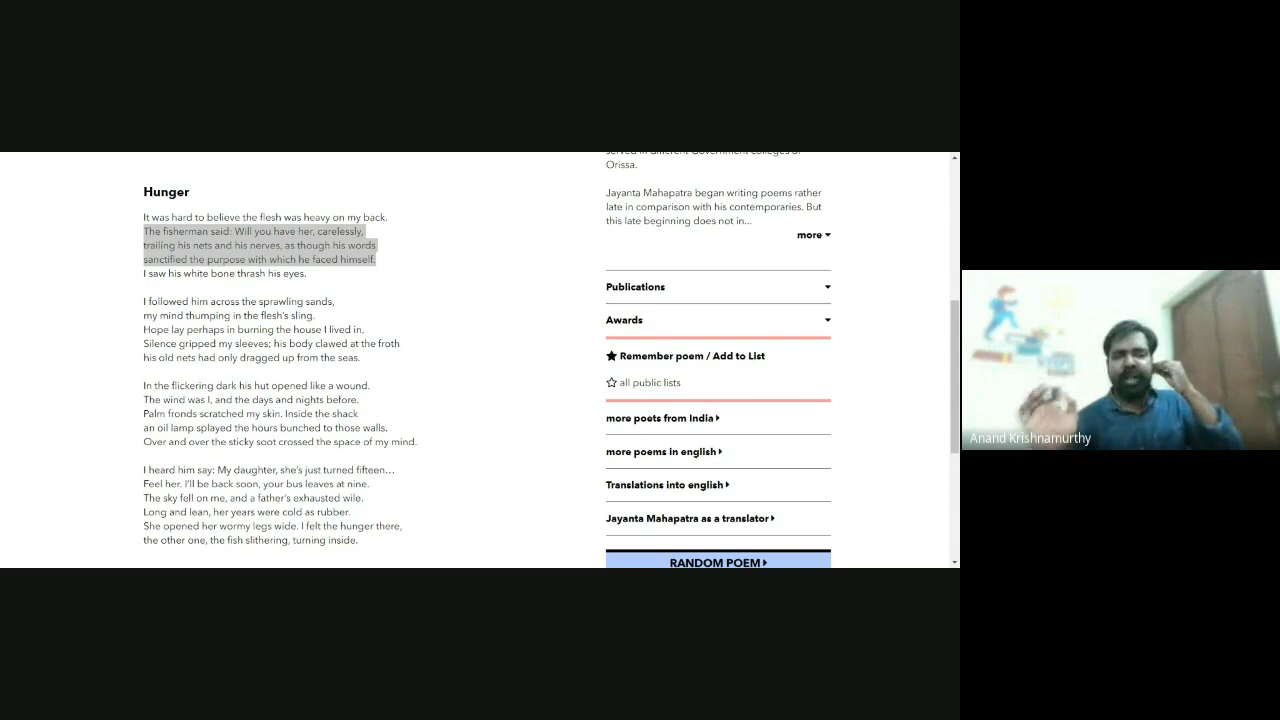 Hunger
It was hard to believe the flesh was heavy on my back.
The fisherman said: Will you have her, carelessly,
trailing his nets and his nerves, as though his words
sanctified the purpose with which he faced himself.
I saw his white bone thrash his eyes.
I followed him across the sprawling sands,
my mind thumping in the flesh's sling.
Hope lay perhaps in burning the house I lived in.
Silence gripped my sleeves; his body clawed at the froth
his old nets had only dragged up from the seas.
In the flickering dark his hut opened like a wound.
The wind was I, and the days and nights before.
Palm fronds scratched my skin. Inside the shack
an oil lamp splayed the hours bunched to those walls.
Over and over the sticky soot crossed the space of my mind.
I heard him say: My daughter, she's just turned fifteen...
Feel her. I'll be back soon, your bus leaves at nine.
The sky fell on me, and a father's exhausted wile.
Long and lean, her years were cold as rubber.
She opened her wormy legs wide. I felt the hunger there,
the other one, the fish slithering, turning inside.
served in different Government colleges of
Orissa.
Jayanta Mahapatra began writing poems rather
late in comparison with his contemporaries. But
this late beginning does not in...
more
Publications
Awards
Remember poem / Add to List
all public lists
more poets from India
more poems in english
Translations into english
Jayanta Mahapatra as a translator
RANDOM POEM
Anand Krishnamurthy